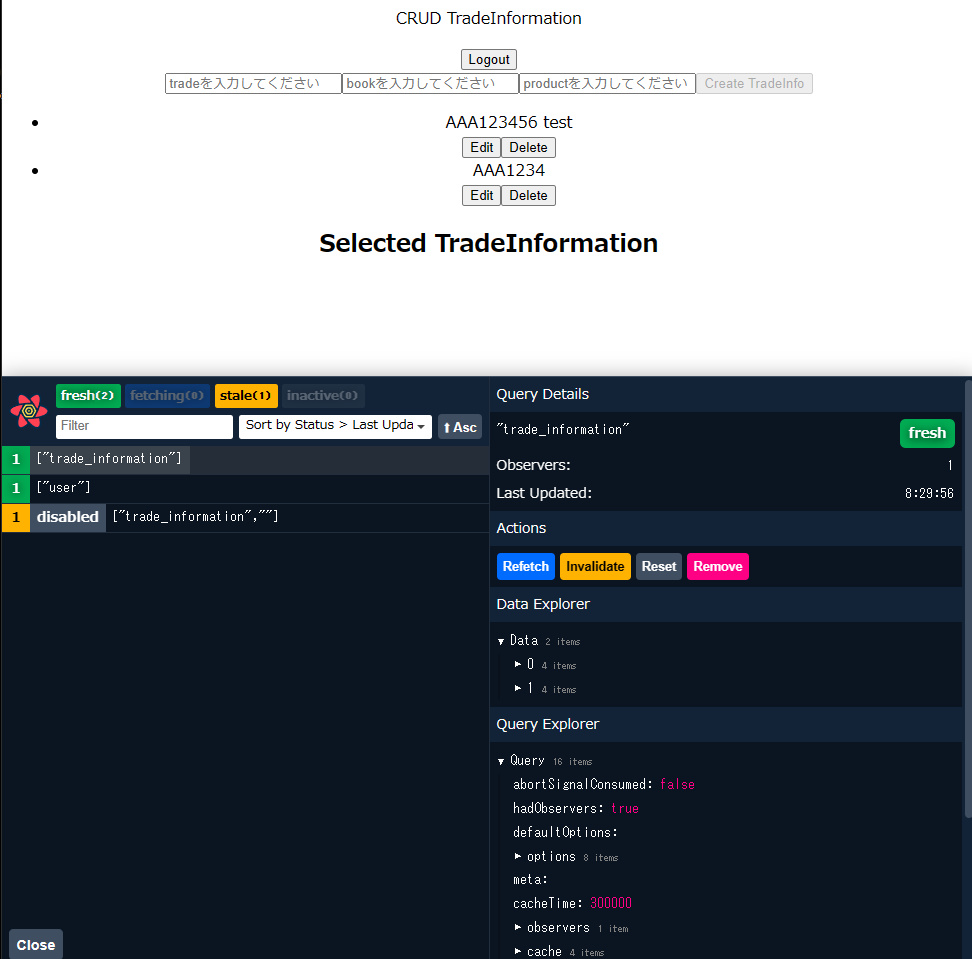 CRUD TradeInformation
Logout
tradeを入力してください bookを入力してください productを入力してください Create TradeInfo
AAA123456 test
Edit Delete
AAA1234
Edit Delete
Selected TradeInformation
fresh(2) fetching(0) stale(1) inactive(0)
Filter Sort by Status > Last Upda Asc
1 ["trade_information"]
1 ["user"]
1 disabled ["trade_information",""]
Close
Query Details
"trade_information" fresh
Observers: 1
Last Updated: 8:29:56
Actions
Refetch Invalidate Reset Remove
Data Explorer
Data 2 items
0 4 items
1 4 items
Query Explorer
Query 16 items
abortSignalConsumed: false
hadObservers: true
defaultOptions:
options 8 items
meta:
cacheTime: 300000
observers 1 item
cache 4 items